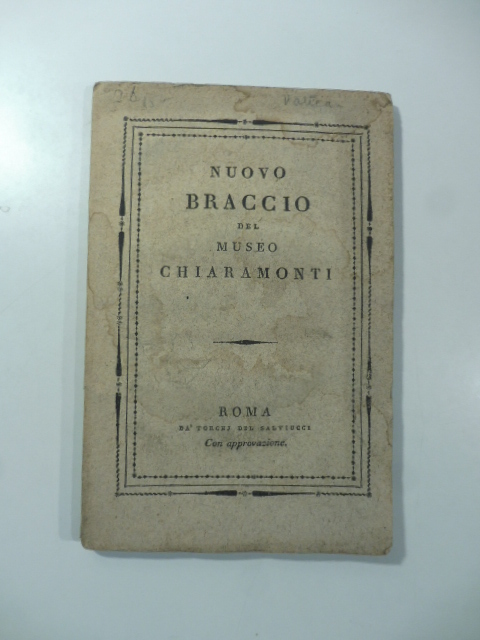 NUOVO
BRACCIO
DEL
MUSEO
CHIARAMONTI
ROMA
DA' TORCHJ DEL SALVIUCCI
Con approvazione.